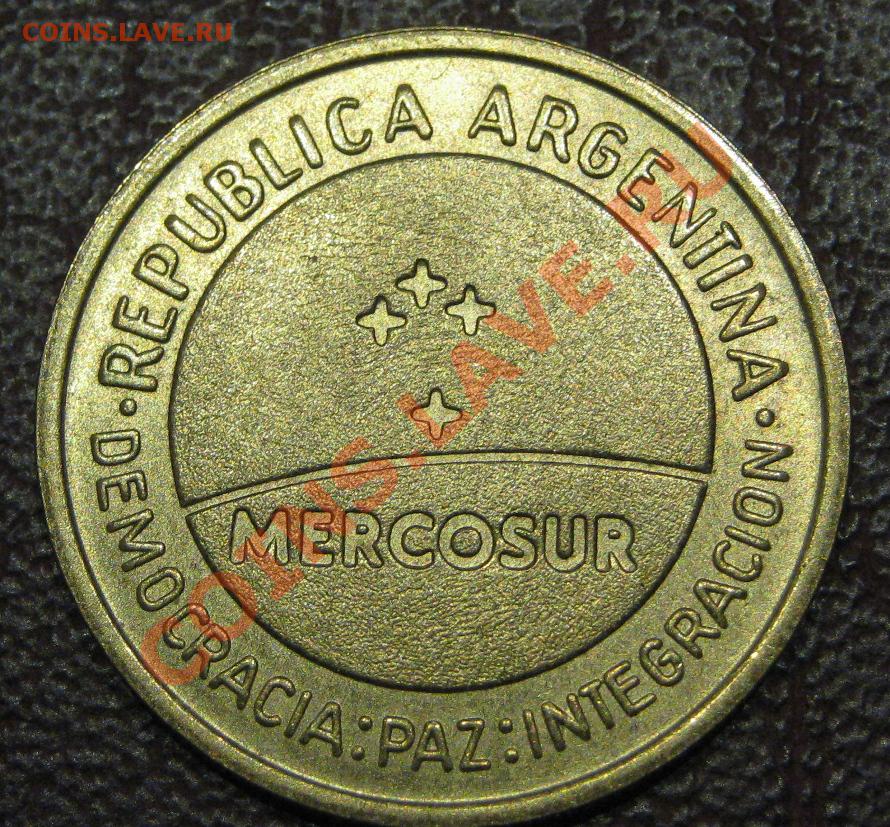 COINS.LAVE.RU
REPUBLICA ARGENTINA
MERCOSUR
·DEMOCRACIA:PAZ:INTEGRACION·
COINS.LAVE.RU